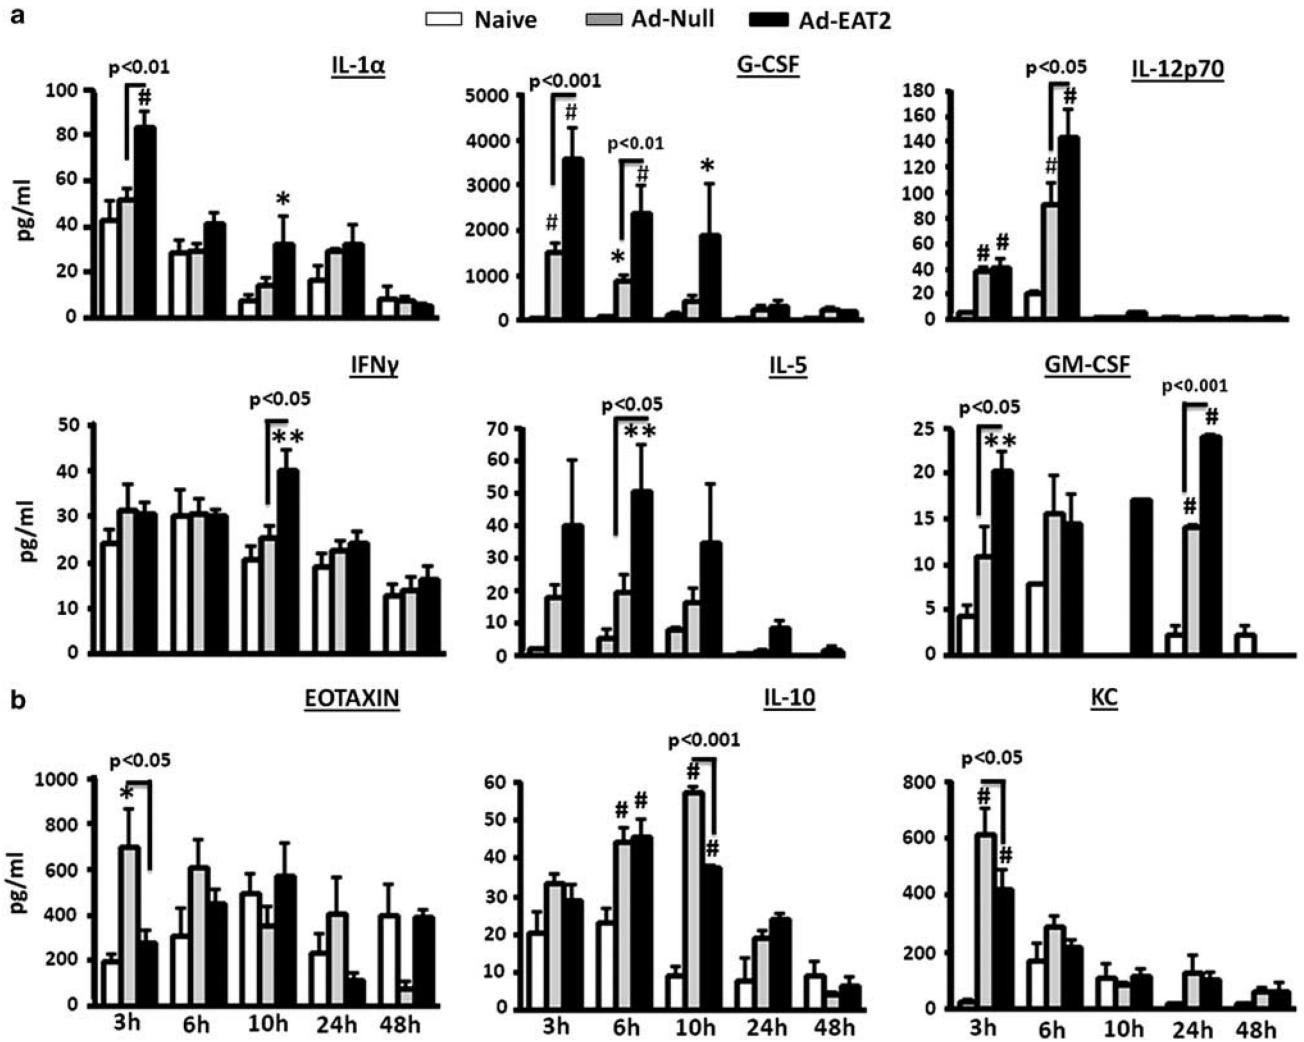 a
Naive Ad-Null Ad-EAT2
IL-1α
p<0.01
#
*
100
80
60
40
20
0
pg/ml
G-CSF
p<0.001
#
#
p<0.01
#
*
*
5000
4000
3000
2000
1000
0
IL-12p70
p<0.05
#
#
#
#
180
160
140
120
100
80
60
40
20
0
IFNγ
p<0.05
**
50
40
30
20
10
0
pg/ml
IL-5
p<0.05
**
70
60
50
40
30
20
10
0
GM-CSF
p<0.05
**
p<0.001
#
#
25
20
15
10
5
0
b
EOTAXIN
p<0.05
*
1000
800
600
400
200
0
pg/ml
3h 6h 10h 24h 48h
IL-10
p<0.001
#
#
#
#
60
50
40
30
20
10
0
3h 6h 10h 24h 48h
KC
p<0.05
#
#
800
600
400
200
0
3h 6h 10h 24h 48h